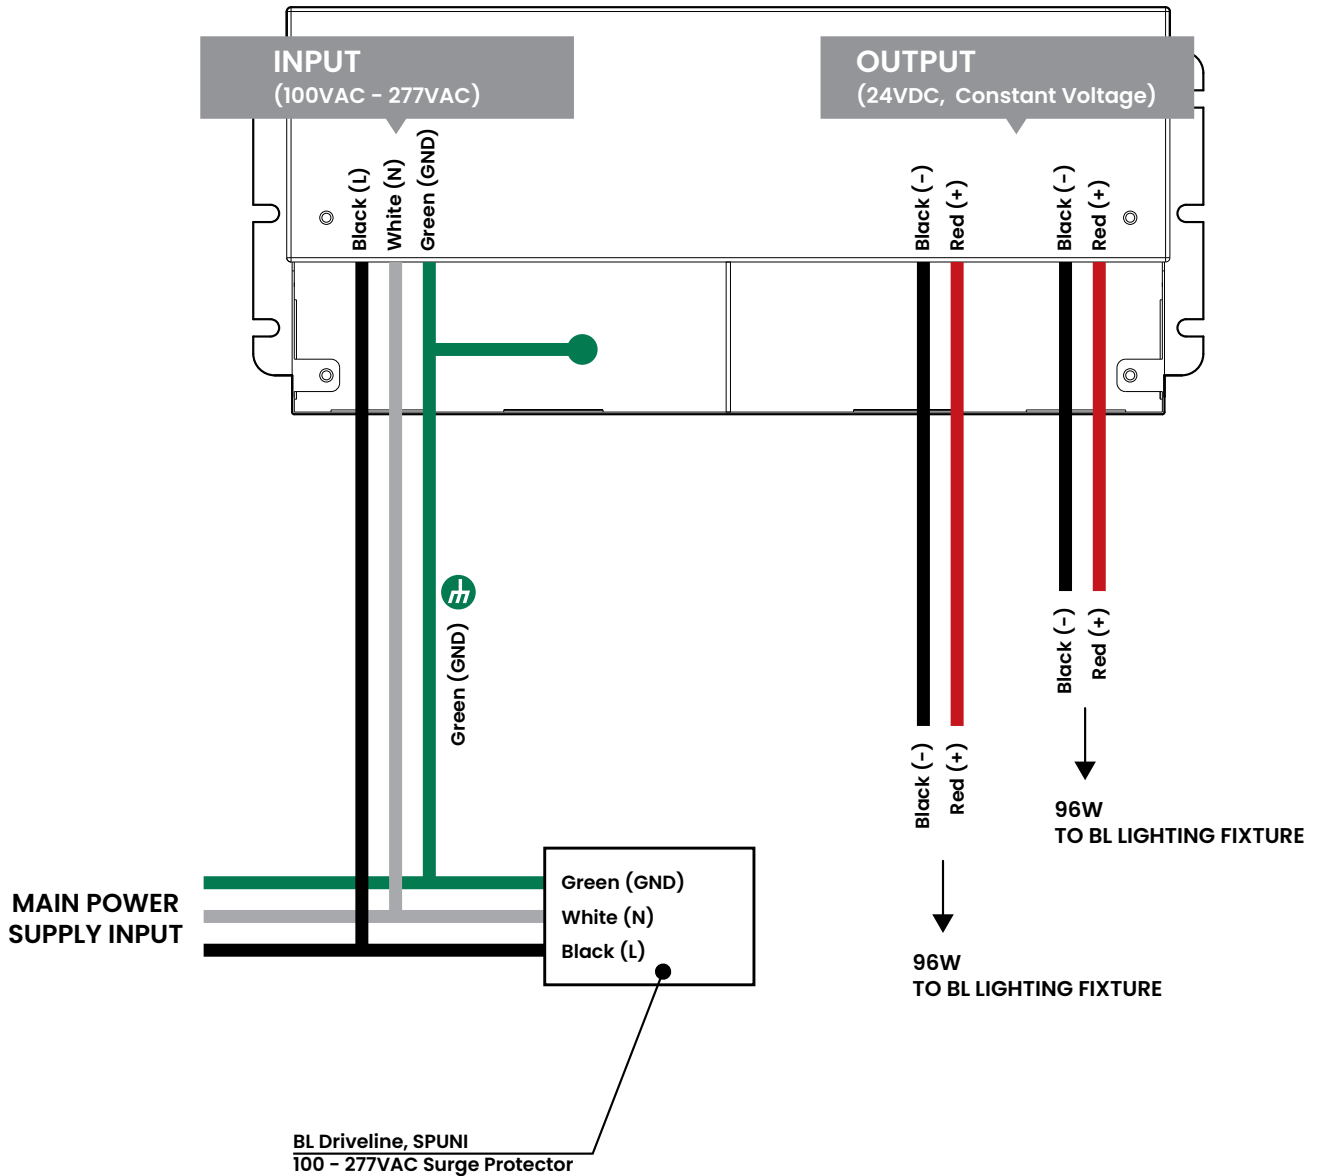 INPUT
(100VAC - 277VAC)
OUTPUT
(24VDC, Constant Voltage)
Black (L)
White (N)
Green (GND)
Black (-)
Red (+)
Black (-)
Red (+)
Green (GND)
Black (-)
Red (+)
Black (-)
Red (+)
96W
TO BL LIGHTING FIXTURE
96W
TO BL LIGHTING FIXTURE
MAIN POWER
SUPPLY INPUT
Green (GND)
White (N)
Black (L)
BL Driveline, SPUNI
100 - 277VAC Surge Protector